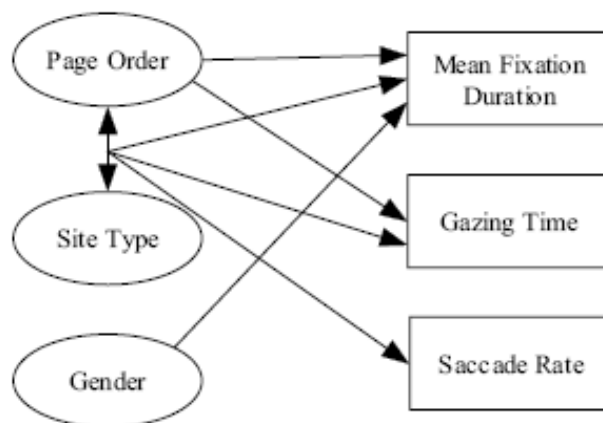 Page Order
Site Type
Gender
Mean Fixation
Duration
Gazing Time
Saccade Rate